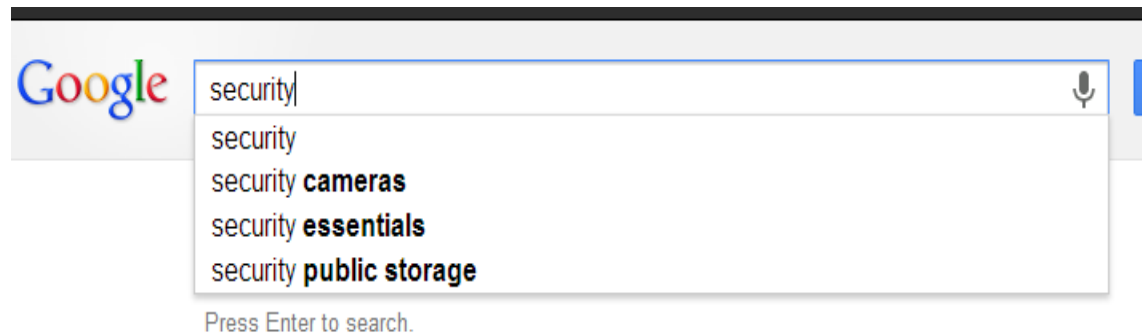 Google
security
security
security cameras
security essentials
security public storage
Press Enter to search.